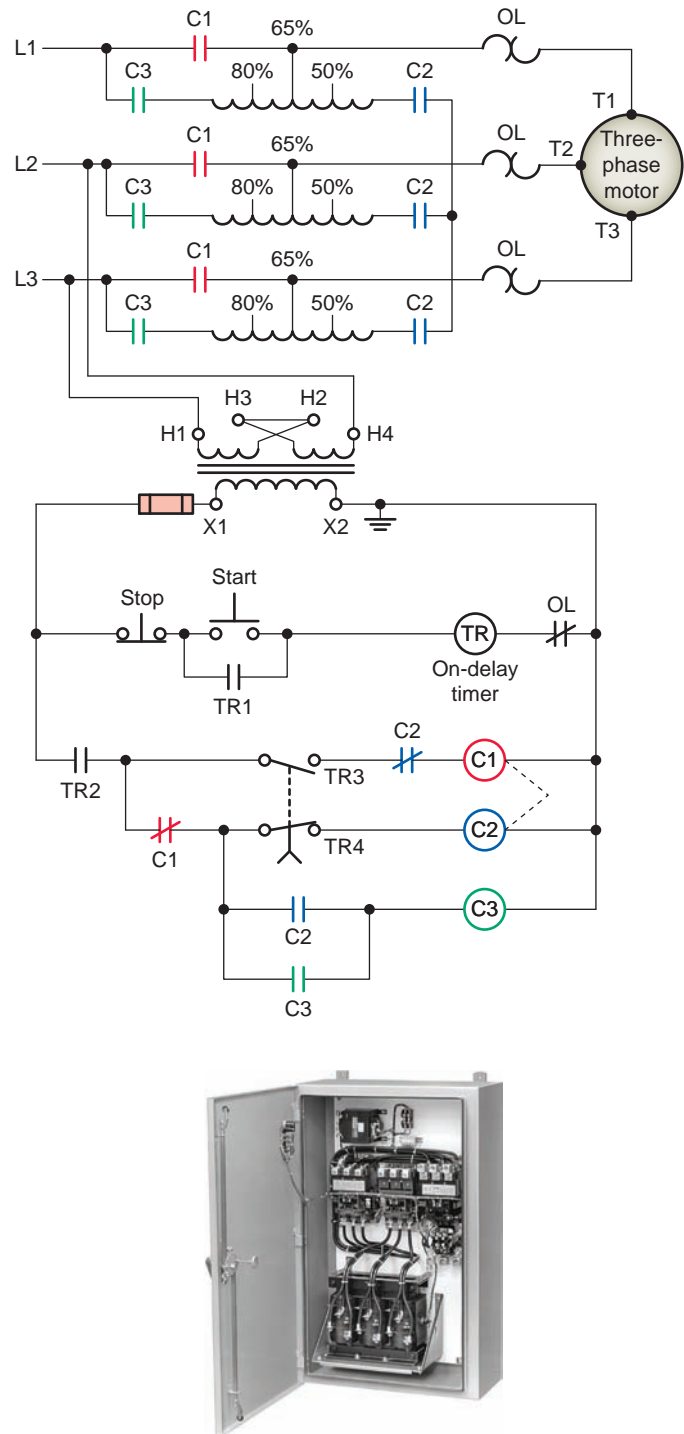 C1 65% OL
L1
C3 80% 50% C2
T1
C1 65% OL
L2 T2 Three-phase motor
C3 80% 50% C2
T3
C1 65% OL
L3
C3 80% 50% C2
H3 H2
H1 H4
X1 X2
Start
Stop OL
TR
On-delay
timer
TR1
C2
C1
TR2 TR3
C2
C1 TR4
C3
C2
C3